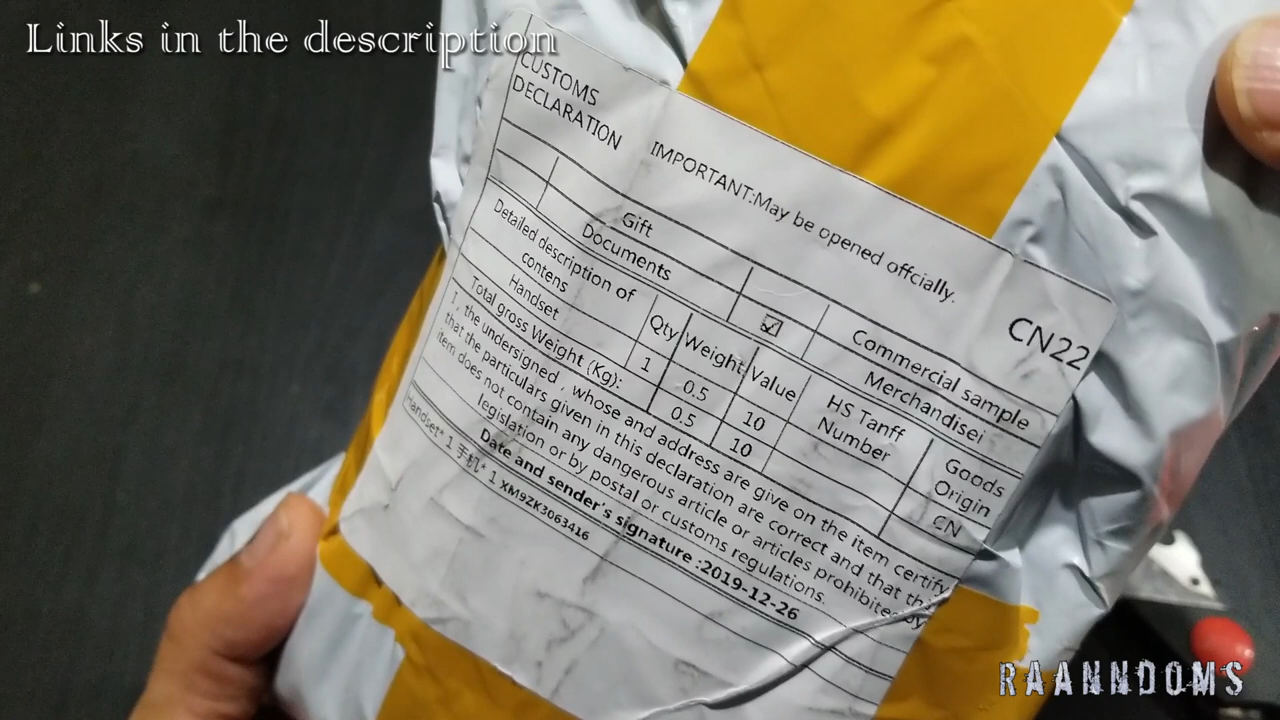 Links in the description
CUSTOMS
DECLARATION
IMPORTANT:May be opened offcially.
CN22
Gift
Commercial sample
Documents
Merchandisei
Detailed description of
contens
Qty
Weight
Value
HS Tanff
Number
Goods
Origin
Handset
1
0.5
10
CN
Total gross Weight (Kg):
0.5
10
I, the undersigned , whose and address are give on the item certify
that the particulars given in this declaration are correct and that this
item does not contain any dangerous article or articles prohibited by
legislation or by postal or customs regulations.
Date and sender's signature :2019-12-26
Handset* 1 手机* 1 XM9ZK3063416
RAANNDOMS